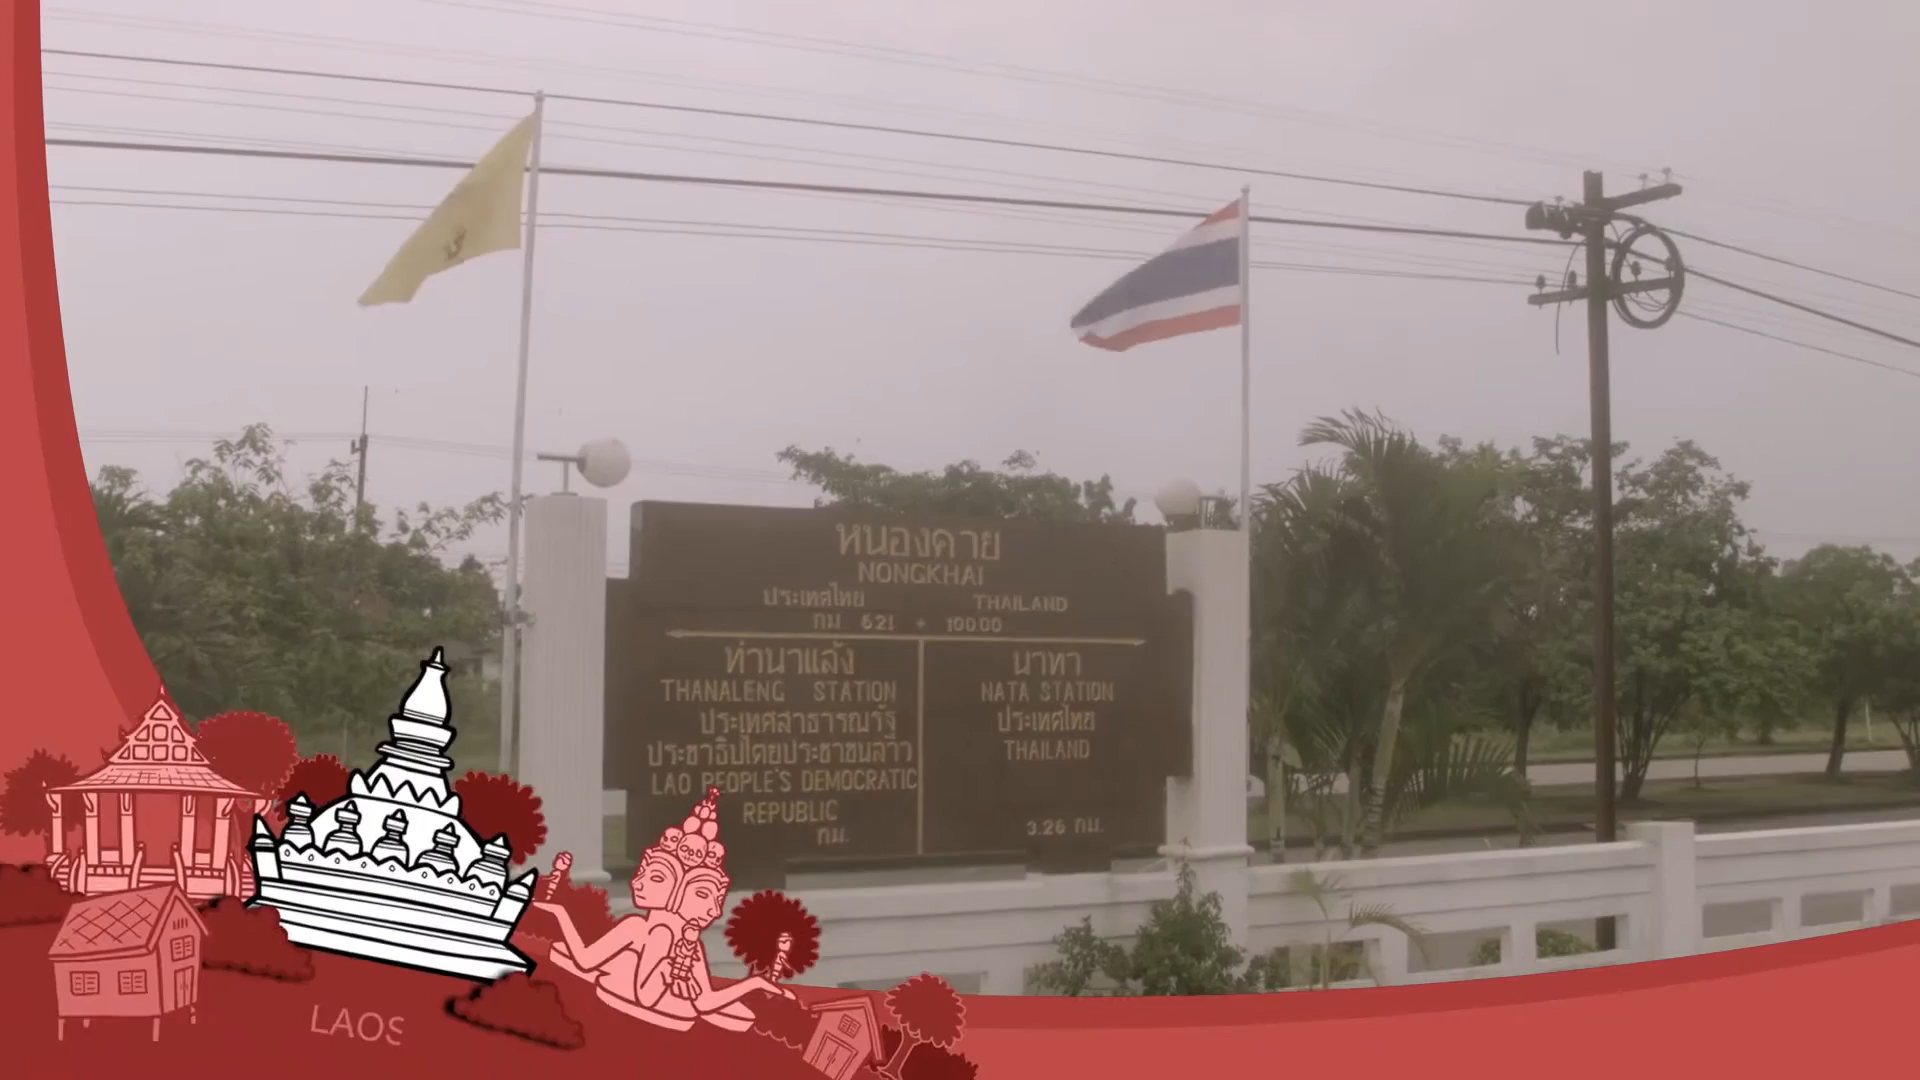 หนองคาย
NONGKHAI
ประเทศไทย THAILAND
กม 621 + 100.00
ท่านาแล้ง
THANALENG STATION
ประเทศสาธารณรัฐ
ประชาธิปไตยประชาชนลาว
LAO PEOPLE'S DEMOCRATIC
REPUBLIC
กม.
นาทา
NATA STATION
ประเทศไทย
THAILAND
3.26 กม.
LAOS